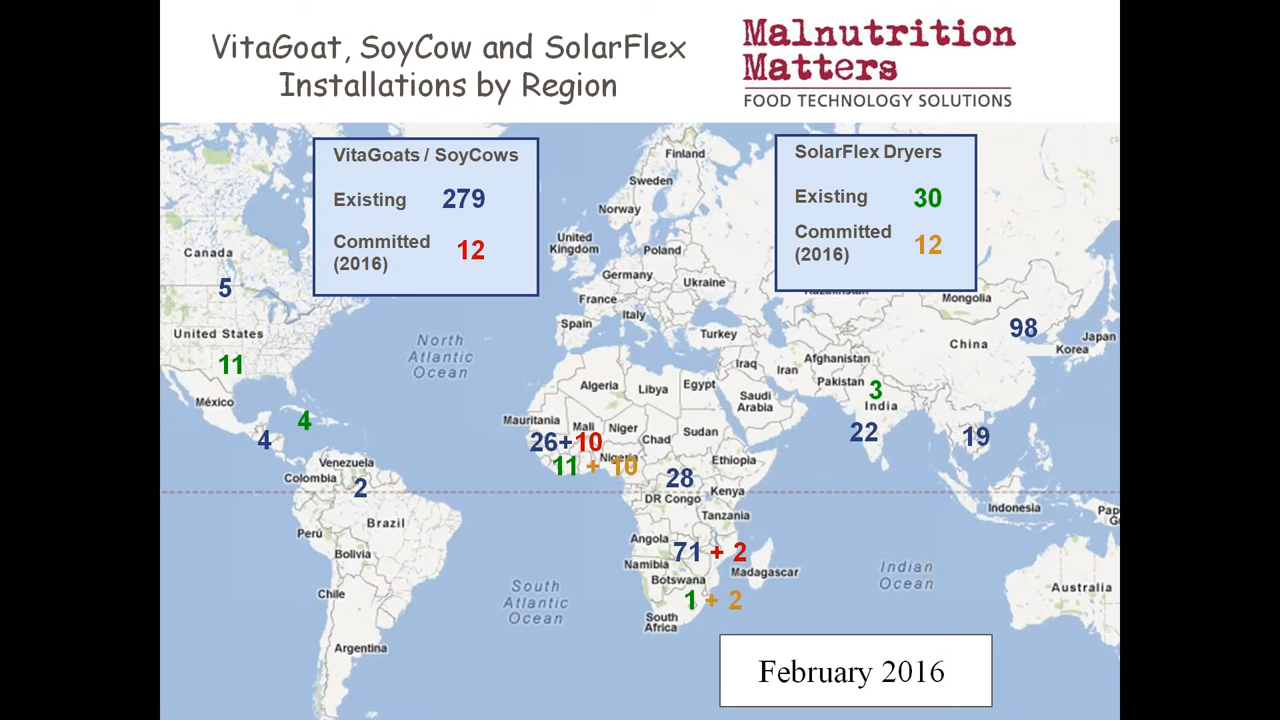 VitaGoat, SoyCow and SolarFlex
Installations by Region
Malnutrition
Matters
FOOD TECHNOLOGY SOLUTIONS
VitaGoats / SoyCows
Existing 279
Committed 12
(2016)
SolarFlex Dryers
Existing 30
Committed 12
(2016)
Finland
Sweden
Norway
United
Kingdom
Poland
Germany
Ukraine
France
Italy
Spain
Turkey
Canada
5
United States
11
México
4
4
North
Atlantic
Ocean
Kazakhstan
Mongolia
98
China
Japan
Korea
Afghanistan
Iraq
Iran
Pakistan
3
India
22
19
Algeria
Libya
Egypt
Saudi
Arabia
Mauritania
Mali
Niger
Chad
Sudan
26+10
Nigeria
11 + 10
Ethiopia
28
DR Congo
Kenya
Tanzania
Venezuela
Colombia
2
Brazil
Perú
Bolivia
Chile
Argentina
Indonesia
Angola
71 + 2
Namibia
Botswana
Madagascar
1 + 2
South
Africa
South
Atlantic
Ocean
Indian
Ocean
Australia
February 2016